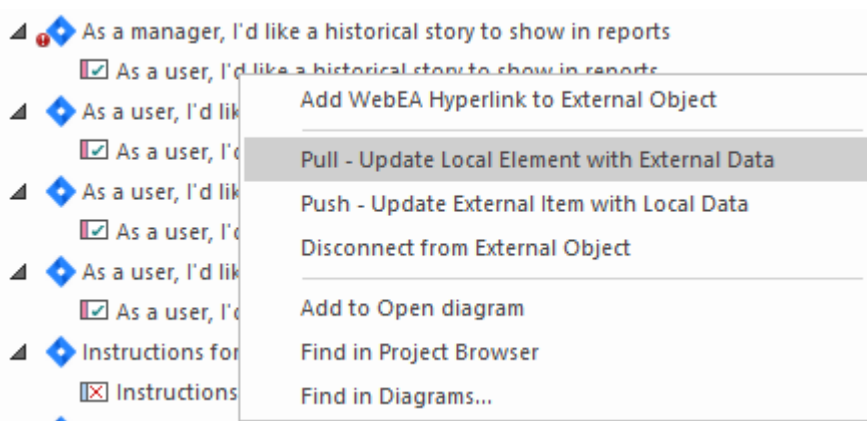 As a manager, I'd like a historical story to show in reports
As a user, I'd like a historical story to show in reports
As a user, I'd lik
As a user, I'd
As a user, I'd lik
As a user, I'd
As a user, I'd lik
As a user, I'd
Instructions for
Instructions
Add WebEA Hyperlink to External Object
Pull - Update Local Element with External Data
Push - Update External Item with Local Data
Disconnect from External Object
Add to Open diagram
Find in Project Browser
Find in Diagrams...